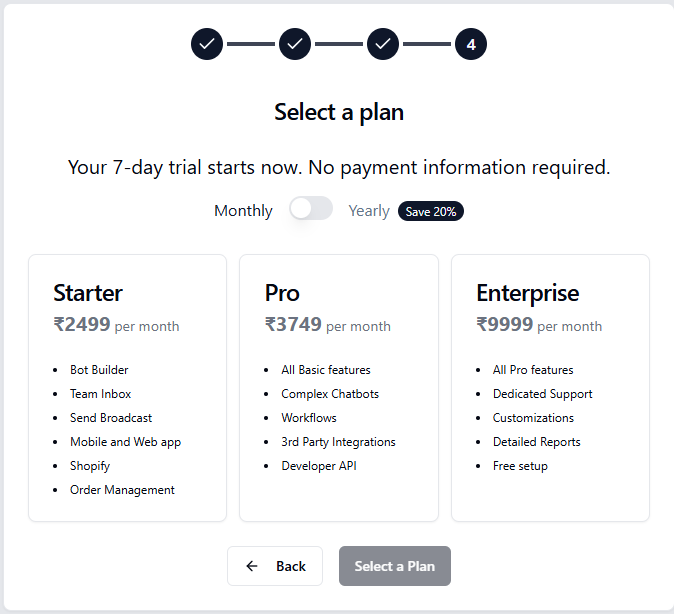 4
Select a plan
Your 7-day trial starts now. No payment information required.
Monthly Yearly Save 20%
Starter
₹2499 per month
• Bot Builder
• Team Inbox
• Send Broadcast
• Mobile and Web app
• Shopify
• Order Management
Pro
₹3749 per month
• All Basic features
• Complex Chatbots
• Workflows
• 3rd Party Integrations
• Developer API
Enterprise
₹9999 per month
• All Pro features
• Dedicated Support
• Customizations
• Detailed Reports
• Free setup
← Back Select a Plan